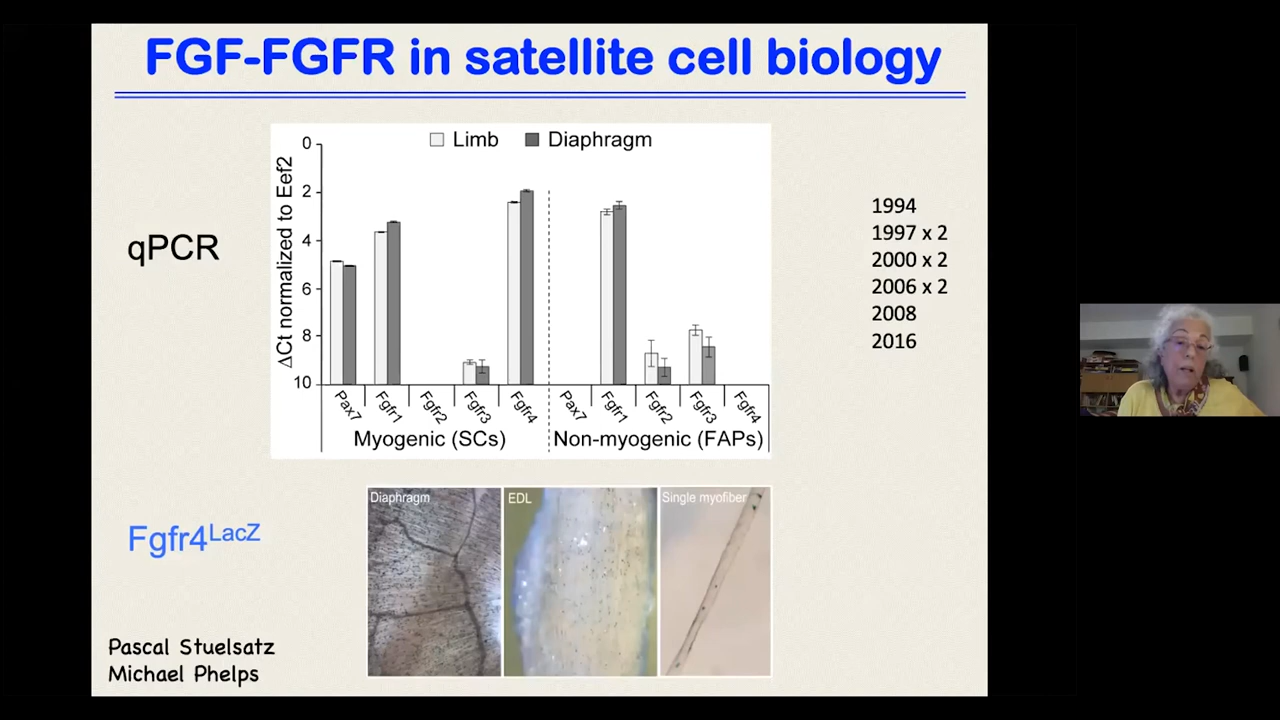 FGF-FGFR in satellite cell biology
qPCR
ΔCt normalized to Eef2
Limb
Diaphragm
0
2
4
6
8
10
Pax7
Fgfr1
Fgfr2
Fgfr3
Fgfr4
Pax7
Fgfr1
Fgfr2
Fgfr3
Fgfr4
Myogenic (SCs)
Non-myogenic (FAPs)
1994
1997 x 2
2000 x 2
2006 x 2
2008
2016
Fgfr4LacZ
Diaphragm
EDL
Single myofiber
Pascal Stuelsatz
Michael Phelps